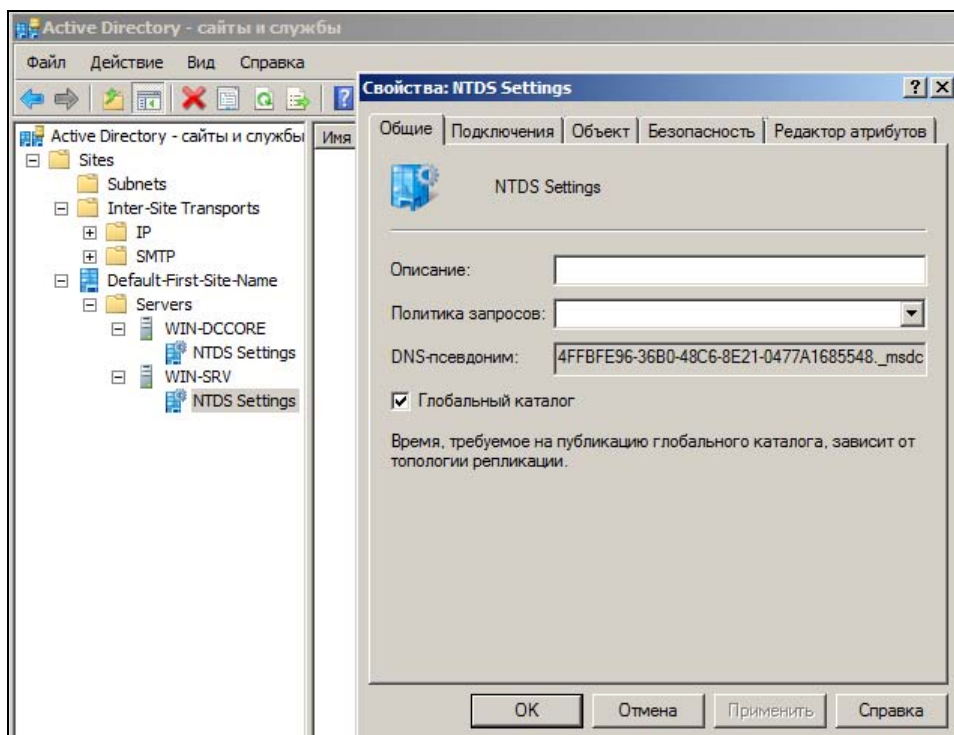 Active Directory - сайты и службы
Файл Действие Вид Справка
Active Directory - сайты и службы
Имя
Sites
Subnets
Inter-Site Transports
IP
SMTP
Default-First-Site-Name
Servers
WIN-DCCORE
NTDS Settings
WIN-SRV
NTDS Settings
Свойства: NTDS Settings
Общие Подключения Объект Безопасность Редактор атрибутов
NTDS Settings
Описание:
Политика запросов:
DNS-псевдоним: 4FFBFE96-36B0-48C6-8E21-0477A1685548._msdc
Глобальный каталог
Время, требуемое на публикацию глобального каталога, зависит от
топологии репликации.
OK Отмена Применить Справка